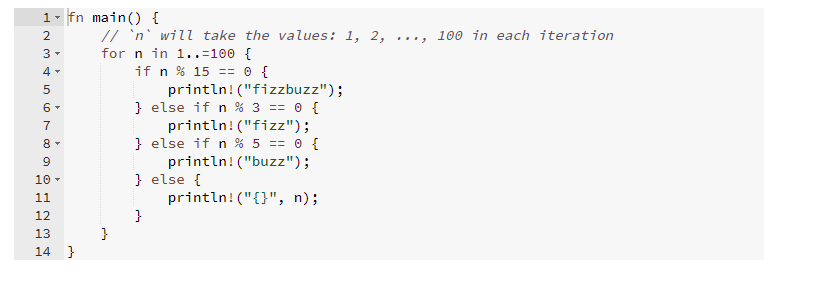 1 fn main() {
2     // `n` will take the values: 1, 2, ..., 100 in each iteration
3     for n in 1..=100 {
4         if n % 15 == 0 {
5             println!("fizzbuzz");
6         } else if n % 3 == 0 {
7             println!("fizz");
8         } else if n % 5 == 0 {
9             println!("buzz");
10         } else {
11             println!("{}", n);
12         }
13     }
14 }